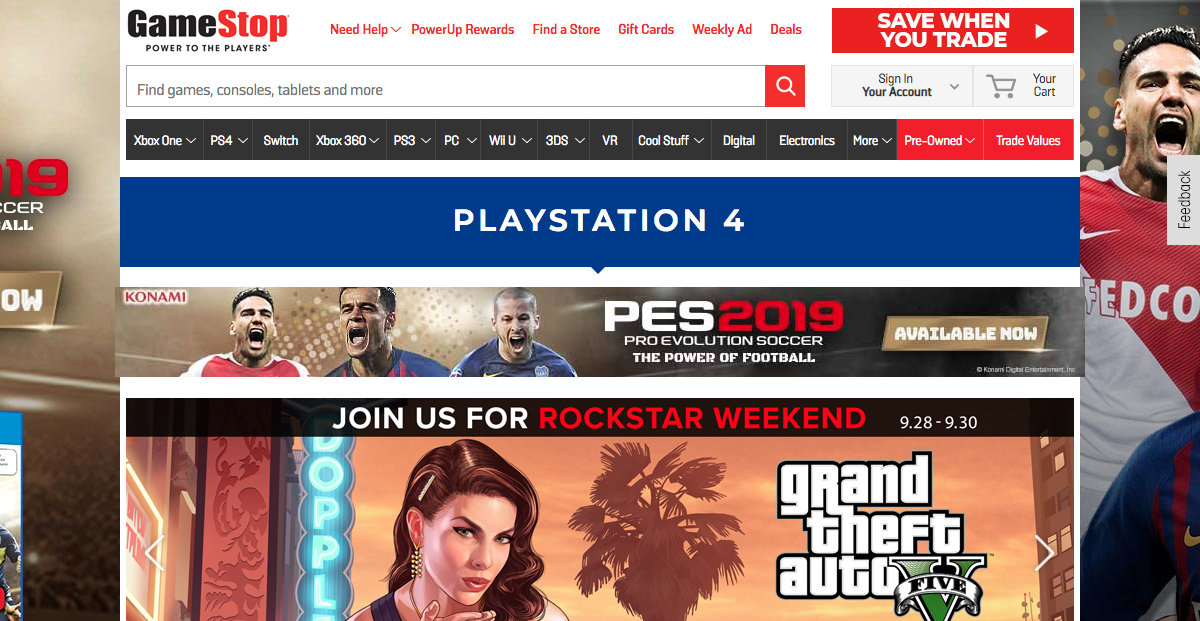 GameStop
POWER TO THE PLAYERS
Need Help
PowerUp Rewards
Find a Store
Gift Cards
Weekly Ad
Deals
SAVE WHEN
YOU TRADE
Find games, consoles, tablets and more
Sign In
Your Account
Your
Cart
Xbox One
PS4
Switch
Xbox 360
PS3
PC
Wii U
3DS
VR
Cool Stuff
Digital
Electronics
More
Pre-Owned
Trade Values
19
CCER
ALL
OW
Feedback
FEDCO
PLAYSTATION 4
KONAMI
PES2019
PRO EVOLUTION SOCCER
THE POWER OF FOOTBALL
AVAILABLE NOW
© Konami Digital Entertainment, Inc
JOIN US FOR ROCKSTAR WEEKEND 9.28 - 9.30
DOPPLE
grand
theft
auto
FIVE
V